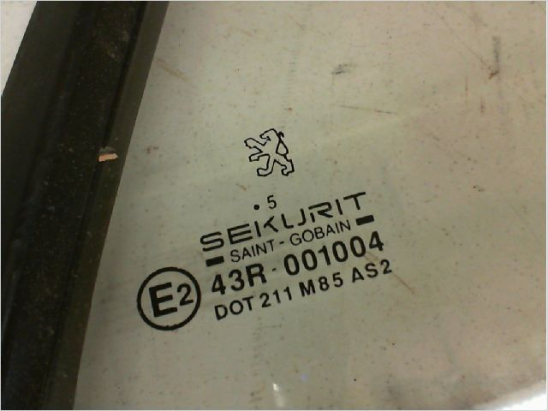 . 5
SEKURIT
SAINT-GOBAIN
E2
43R-001004
DOT 211 M85 AS2